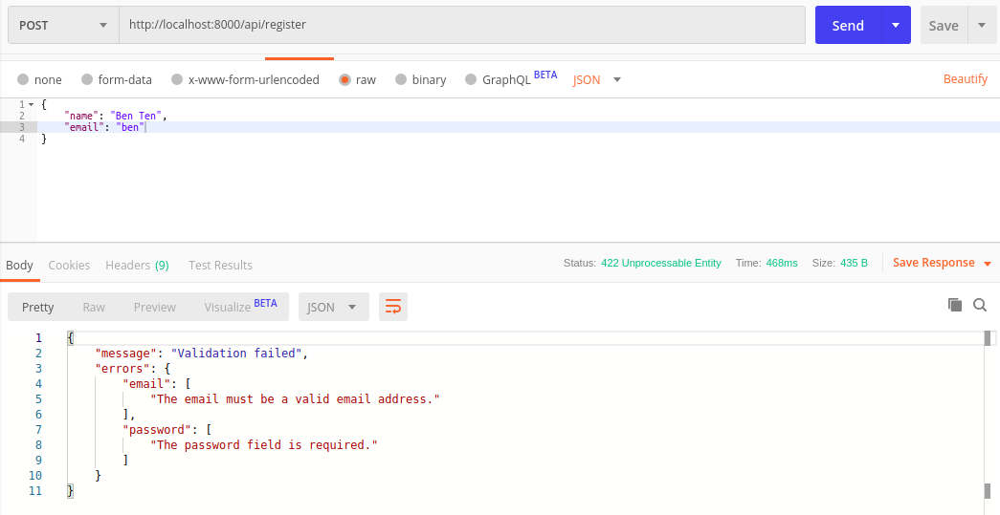 POST http://localhost:8000/api/register Send Save
none form-data x-www-form-urlencoded raw binary GraphQL BETA JSON Beautify
1 {
2 "name": "Ben Ten",
3 "email": "ben"
4 }
Body Cookies Headers (9) Test Results Status: 422 Unprocessable Entity Time: 468ms Size: 435 B Save Response
Pretty Raw Preview Visualize BETA JSON
1 {
2 "message": "Validation failed",
3 "errors": {
4 "email": [
5 "The email must be a valid email address."
6 ],
7 "password": [
8 "The password field is required."
9 ]
10 }
11 }